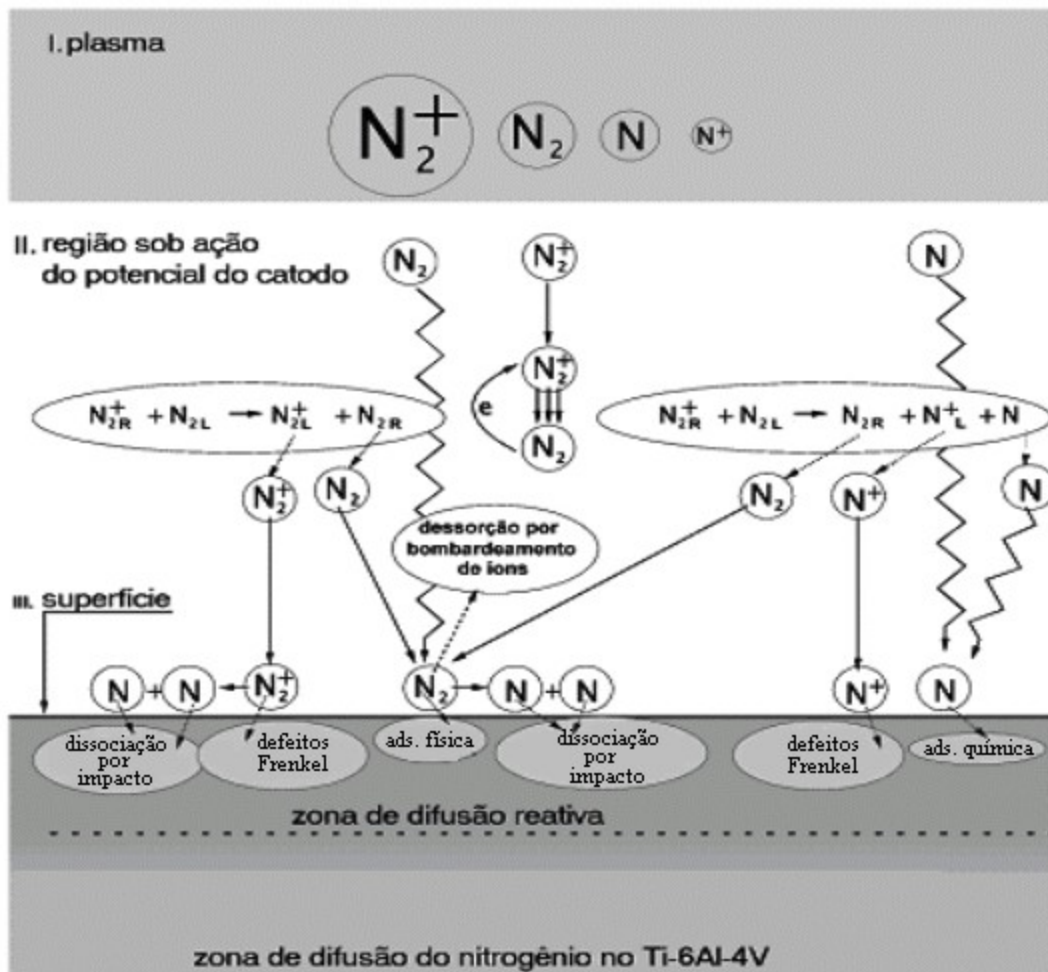 I. plasma
N₂⁺ N₂ N N⁺
II. região sob ação
do potencial do catodo
N₂ N₂⁺ N
N₂⁺
e
N₂
N₂R⁺ + N₂L → N₂L⁺ + N₂R
N₂R⁺ + N₂L → N₂R + N L⁺ + N
N₂⁺ N₂ N₂ N⁺ N
dessorção por
bombardeamento
de íons
III. superfície
N + N ← N₂⁺ N₂ → N + N N⁺ N
dissociação
por
impacto
defeitos
Frenkel
ads. física
dissociação
por
impacto
defeitos
Frenkel
ads. química
zona de difusão reativa
zona de difusão do nitrogênio no Ti-6Al-4V